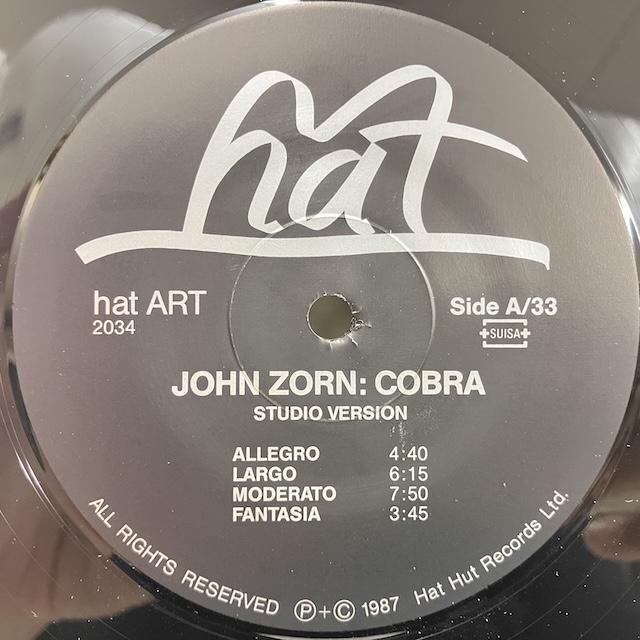 hat
hat ART
2034
Side A/33
SUISA
JOHN ZORN: COBRA
STUDIO VERSION
ALLEGRO 4:40
LARGO 6:15
MODERATO 7:50
FANTASIA 3:45
ALL RIGHTS RESERVED Ⓟ+© 1987 Hat Hut Records Ltd.